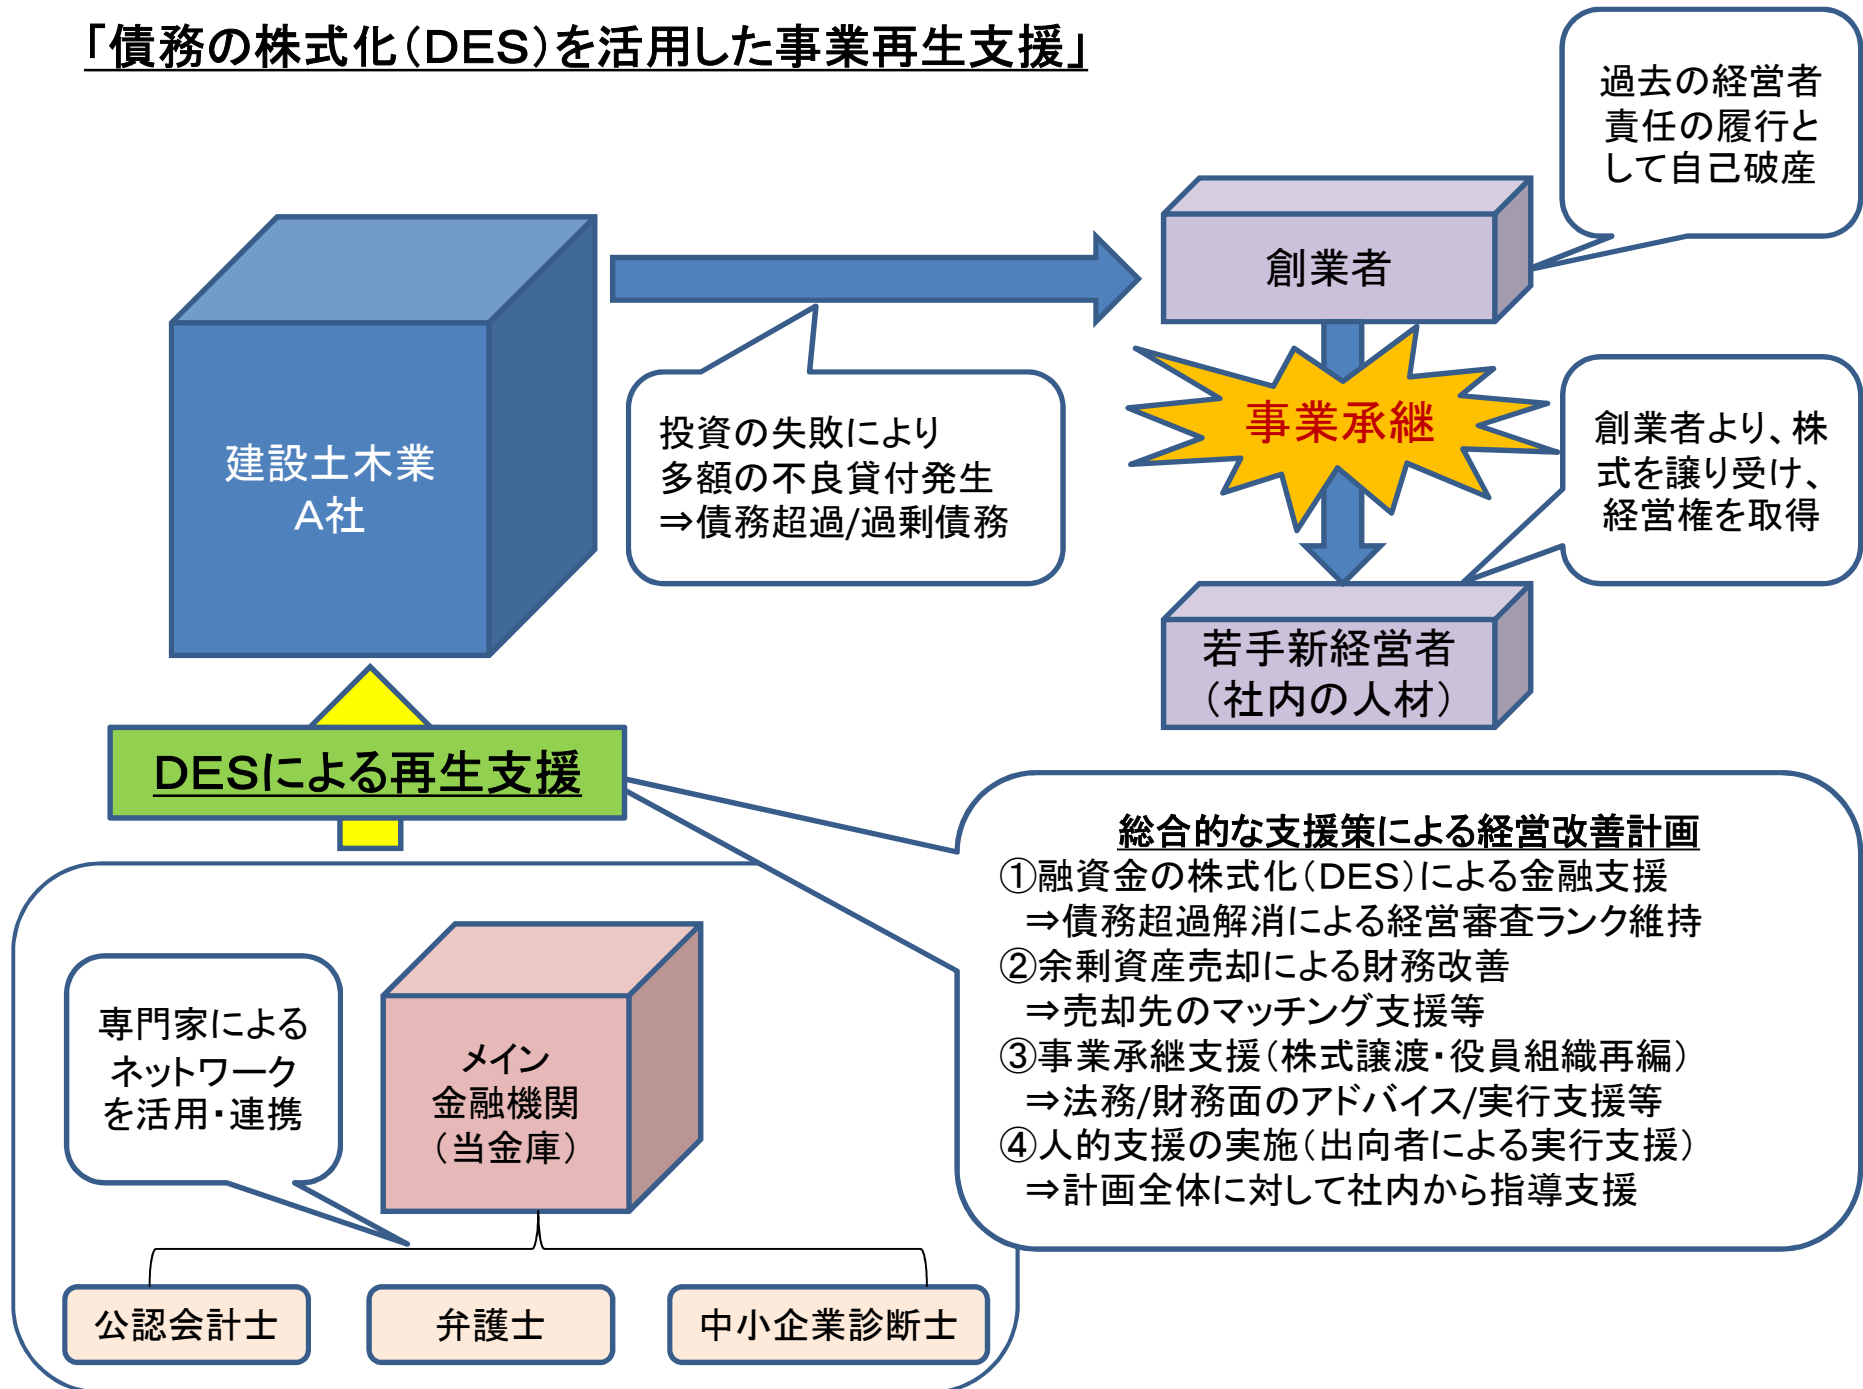 「債務の株式化（DES）を活用した事業再生支援」
過去の経営者
責任の履行と
して自己破産
創業者
建設土木業
A社
投資の失敗により
多額の不良貸付発生
⇒債務超過/過剰債務
事業承継
創業者より、株
式を譲り受け、
経営権を取得
若手新経営者
（社内の人材）
DESによる再生支援
総合的な支援策による経営改善計画
①融資金の株式化（DES）による金融支援
⇒債務超過解消による経営審査ランク維持
②余剰資産売却による財務改善
⇒売却先のマッチング支援等
③事業承継支援（株式譲渡・役員組織再編）
⇒法務/財務面のアドバイス/実行支援等
④人的支援の実施（出向者による実行支援）
⇒計画全体に対して社内から指導支援
専門家による
ネットワーク
を活用・連携
メイン
金融機関
（当金庫）
公認会計士
弁護士
中小企業診断士